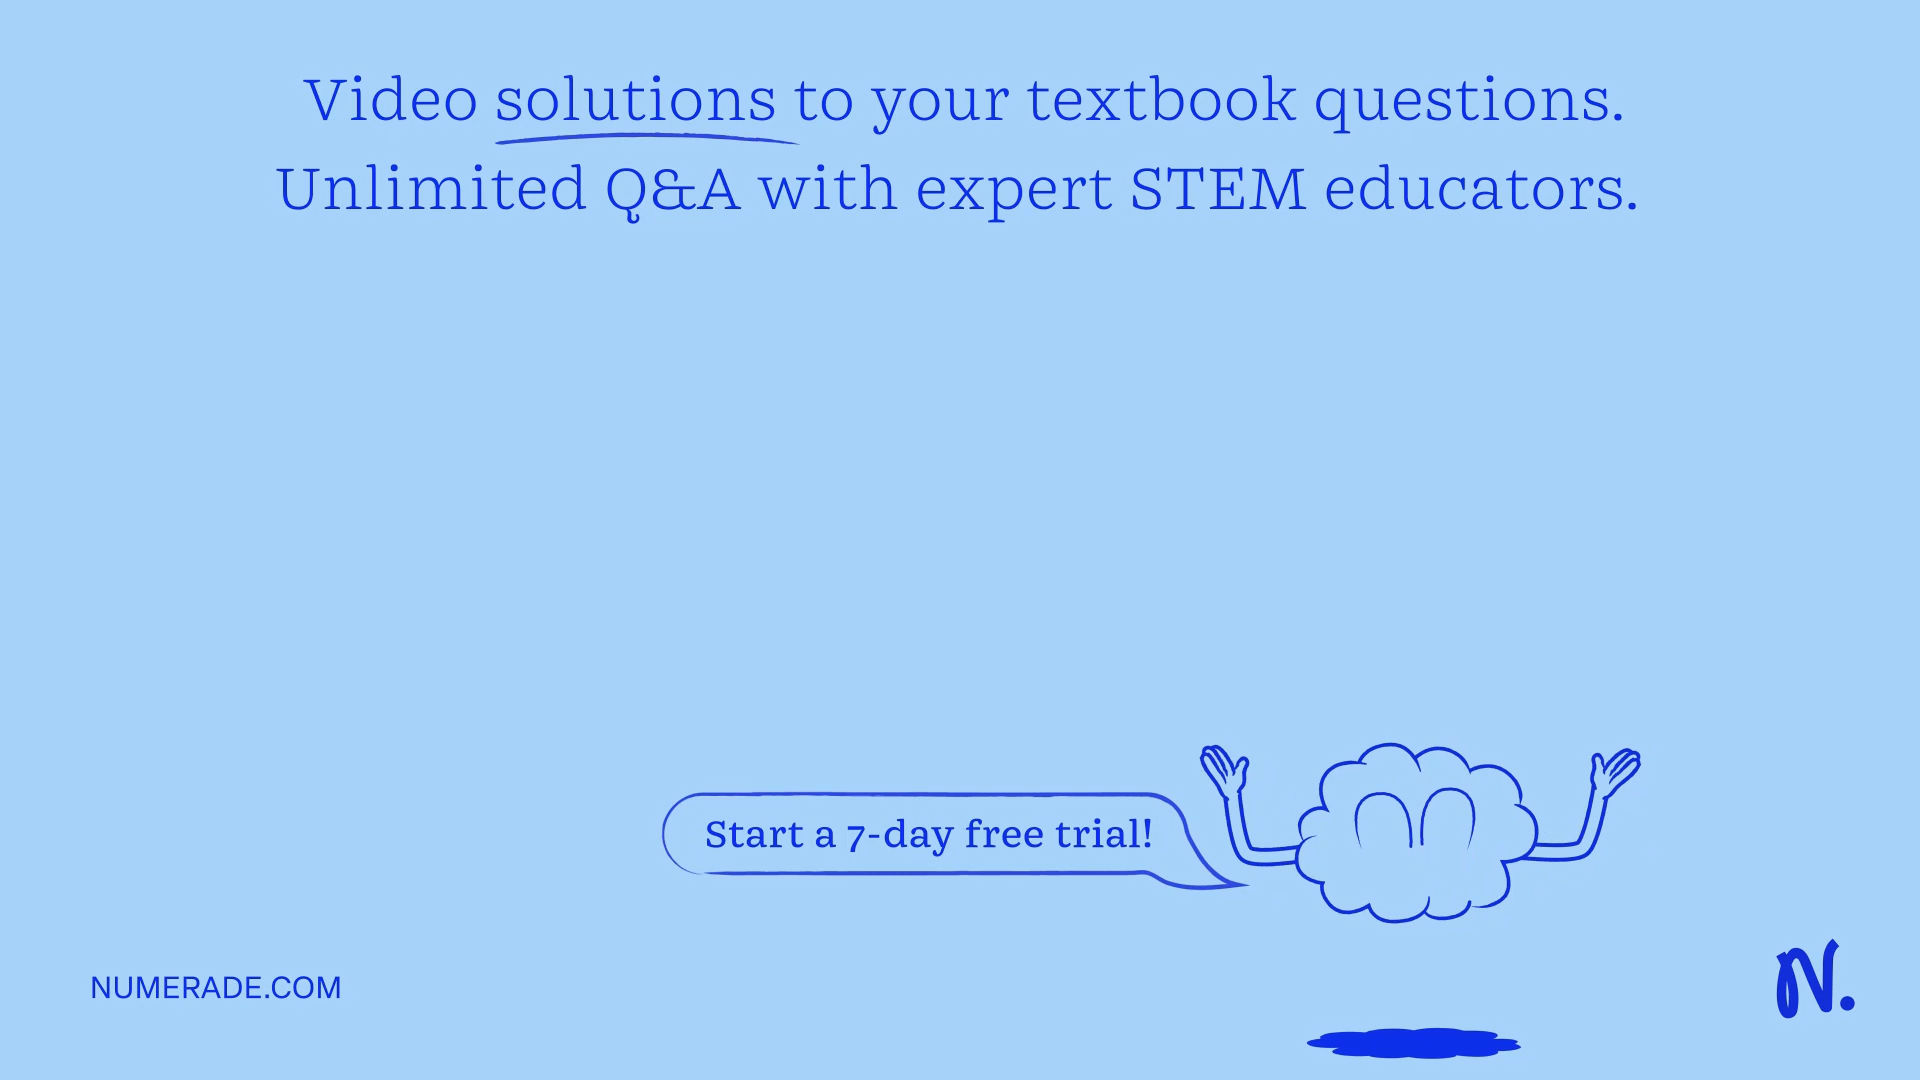 Video solutions to your textbook questions.
Unlimited Q&A with expert STEM educators.
Start a 7-day free trial!
NUMERADE.COM
N.